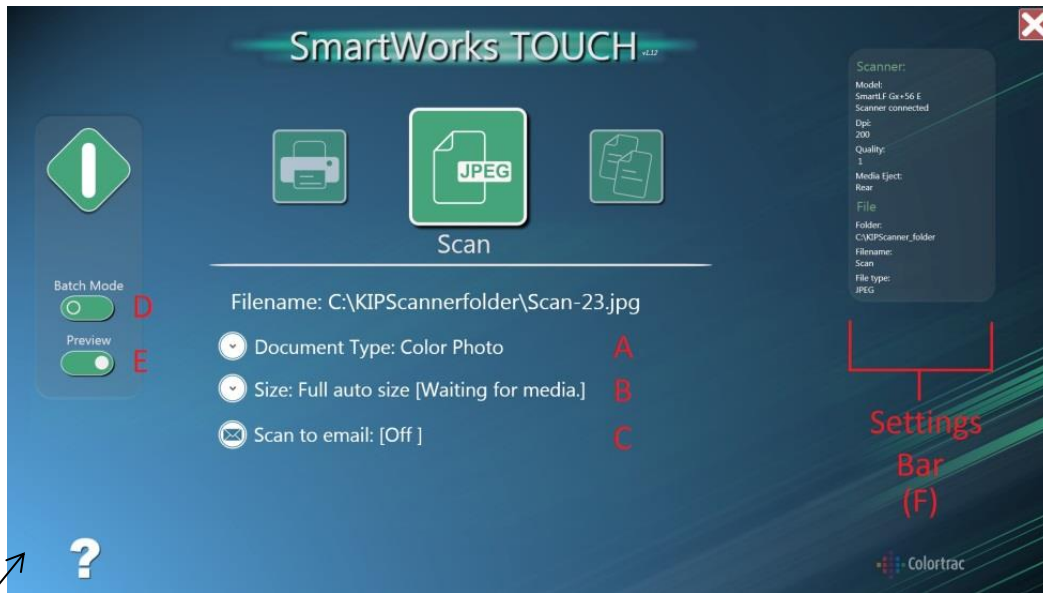 SmartWorks TOUCH v1.12
JPEG
Scan
Batch Mode
D
Preview
E
Filename: C:\KIPScannerfolder\Scan-23.jpg
Document Type: Color Photo A
Size: Full auto size [Waiting for media.] B
Scan to email: [Off ] C
?
Scanner:
Model:
SmartLF Gx+56 E
Scanner connected
Dpi:
200
Quality:
1
Media Eject:
Rear
File
Folder:
C:\KIPScanner_folder
Filename:
Scan
File type:
JPEG
Settings
Bar
(F)
Colortrac